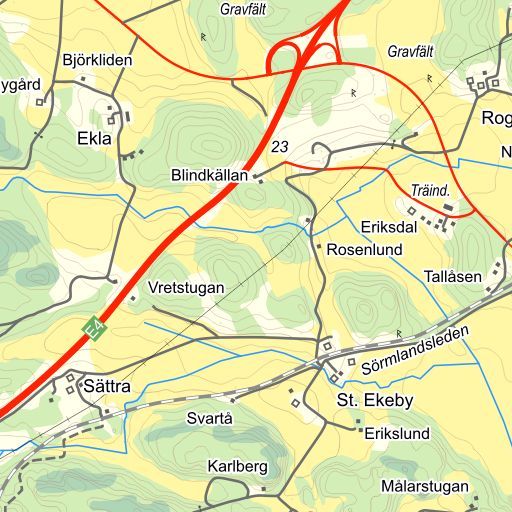 Gravfält
R
Gravfält
Björkliden
ygård
R
R
Rog
Ekla
23
N
Blindkällan
Träind.
Eriksdal
Rosenlund
Tallåsen
Vretstugan
E4
R
Sörmlandsleden
Sättra
St. Ekeby
Svartå
Erikslund
Karlberg
Målarstugan